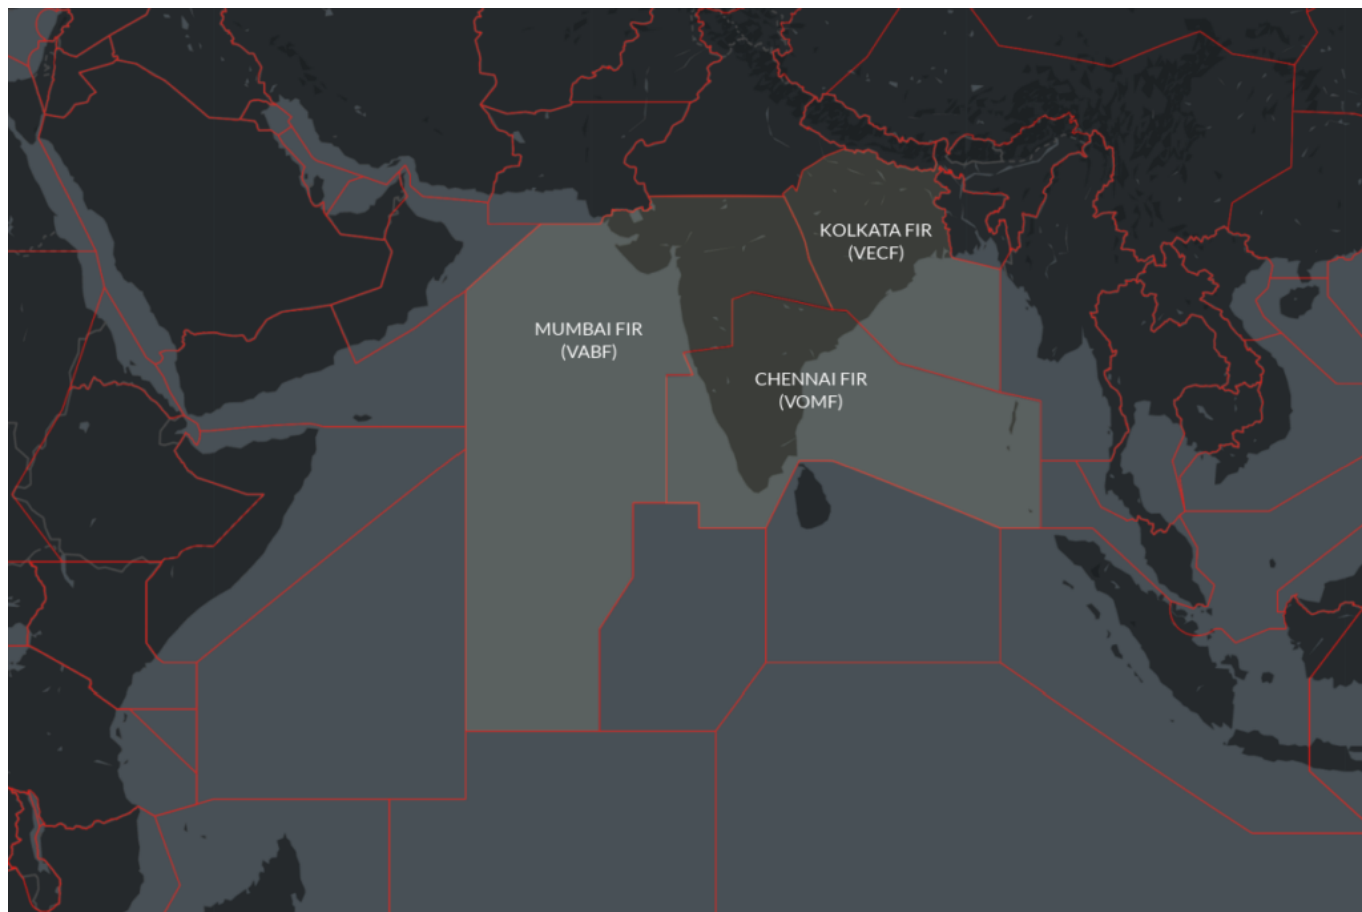 KOLKATA FIR
(VECF)
MUMBAI FIR
(VABF)
CHENNAI FIR
(VOMF)